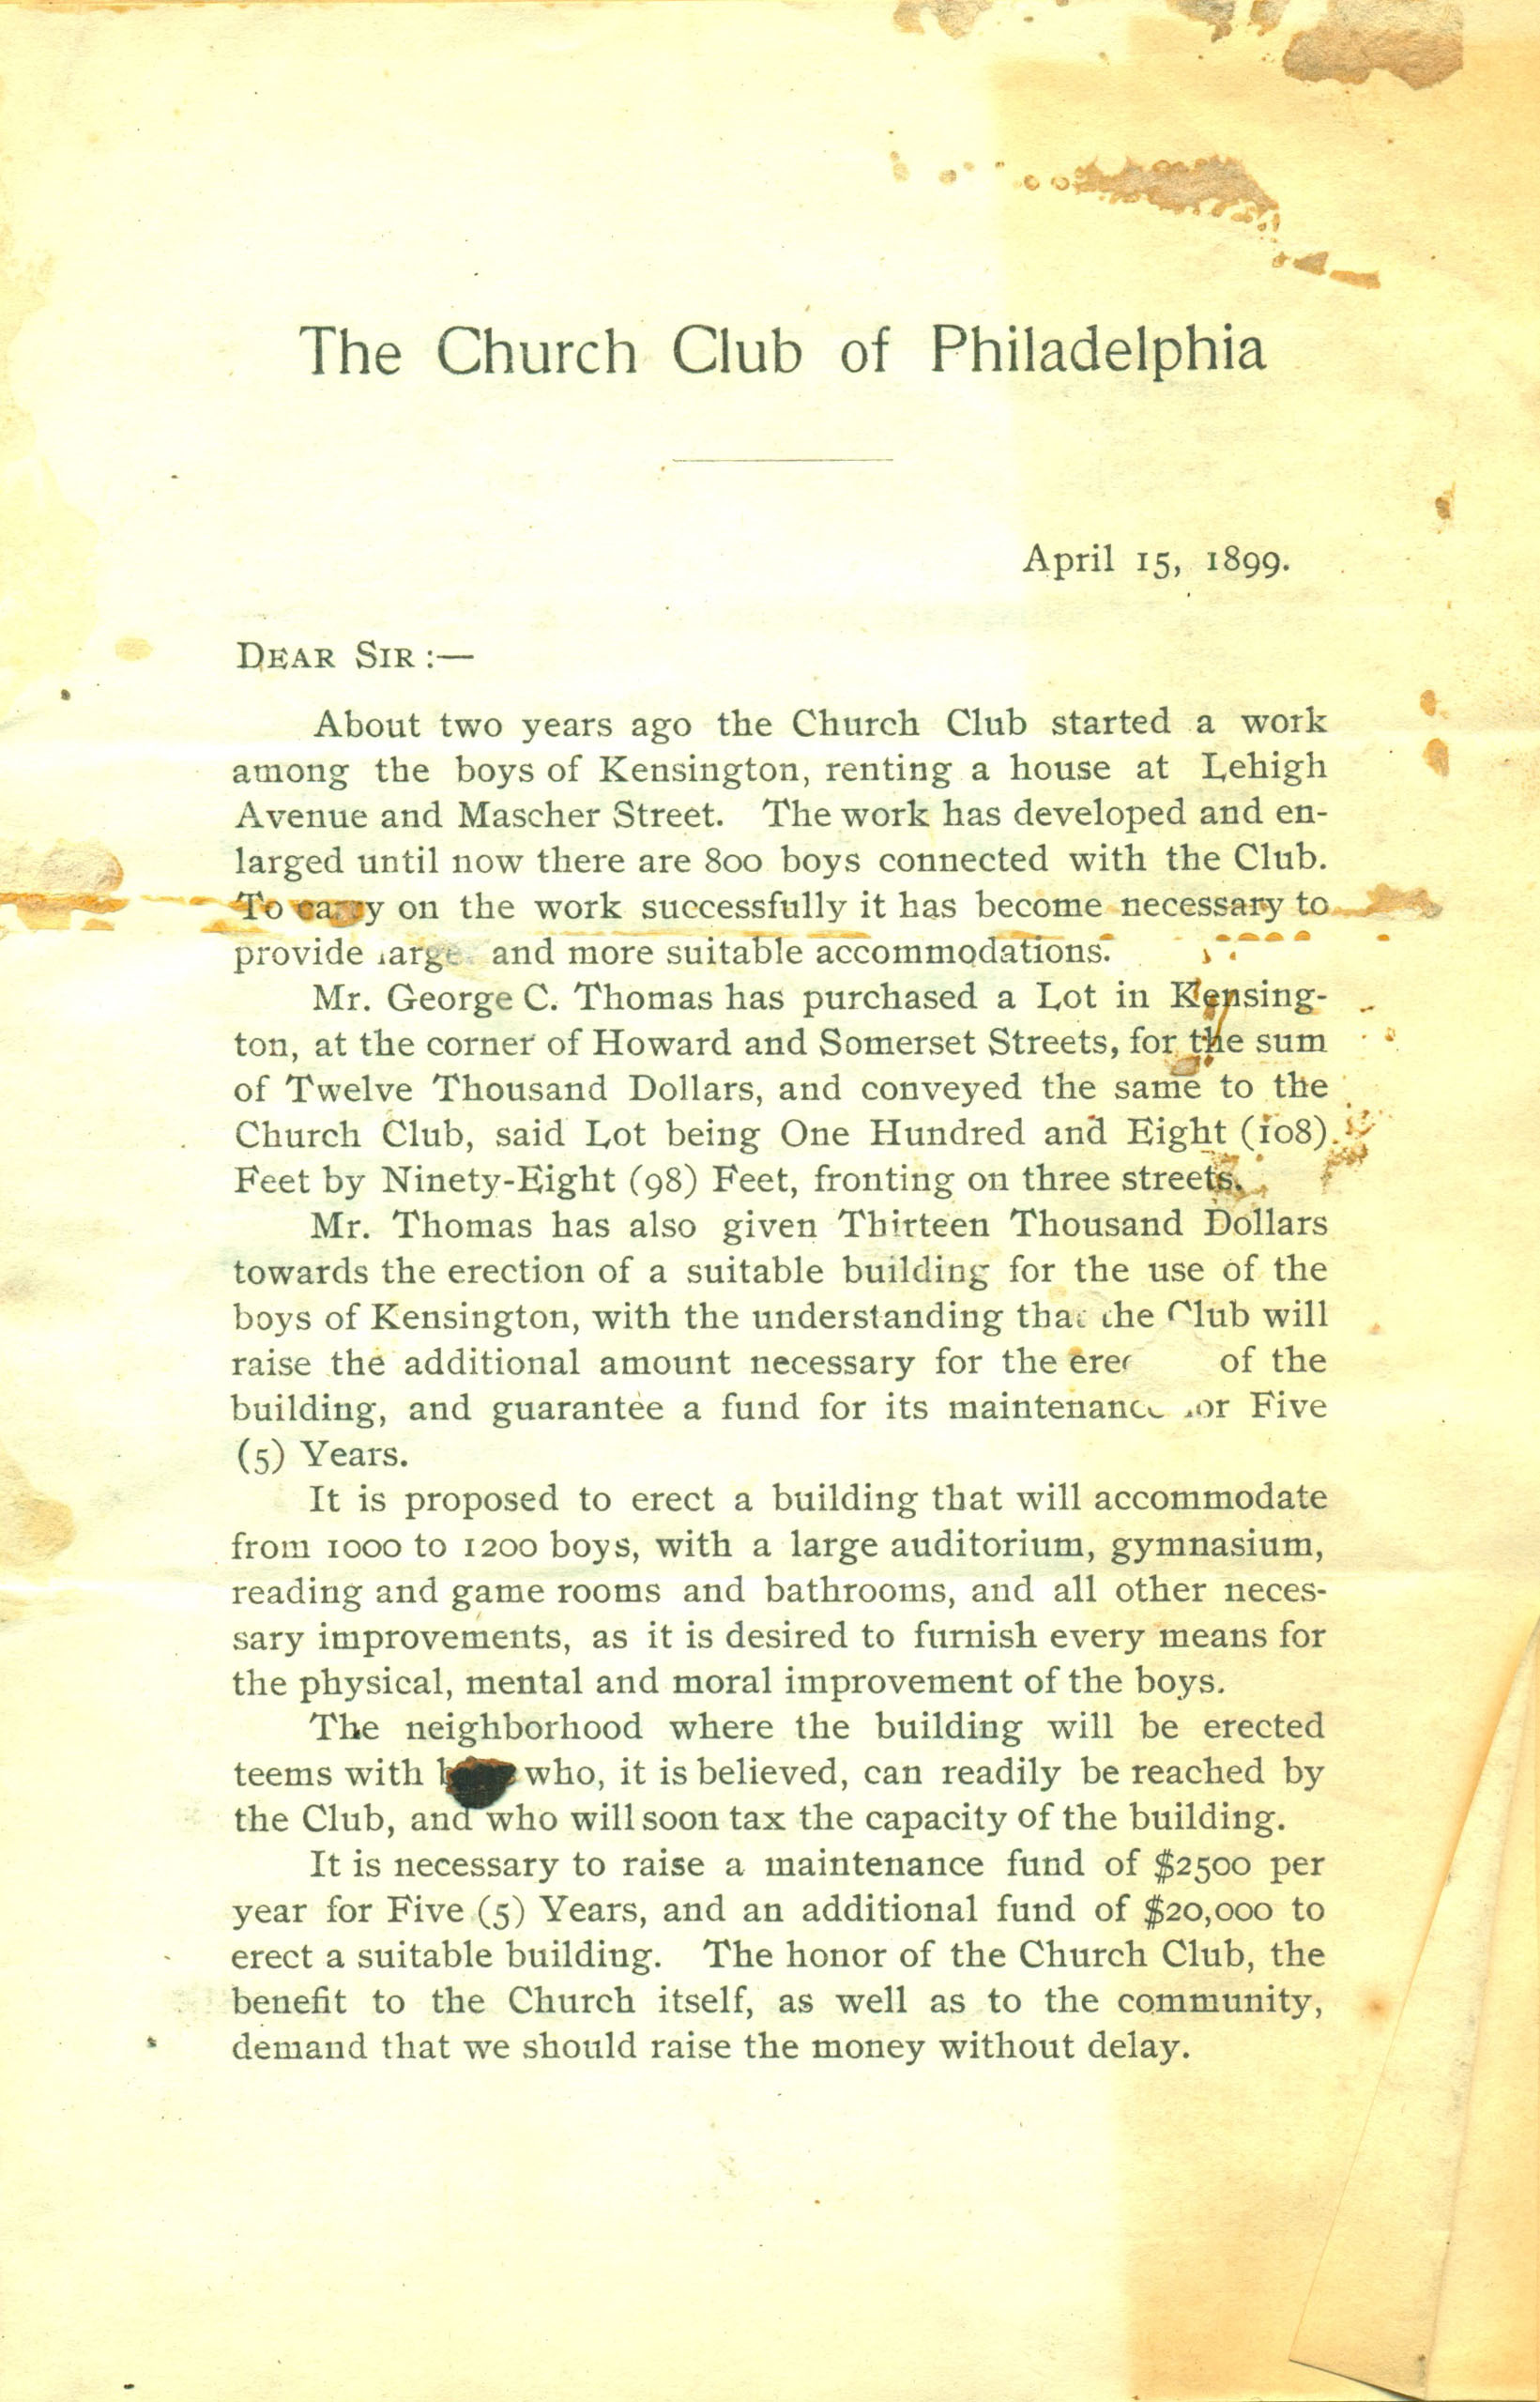 The Church Club of Philadelphia
April 15, 1899.
DEAR SIR :—
About two years ago the Church Club started a work
among the boys of Kensington, renting a house at Lehigh
Avenue and Mascher Street. The work has developed and en-
larged until now there are 800 boys connected with the Club.
To carry on the work successfully it has become necessary to
provide and more suitable accommodations.
Mr. George C. Thomas has purchased a Lot in Kensing-
ton, at the corner of Howard and Somerset Streets, for the sum
of Twelve Thousand Dollars, and conveyed the same to the
Church Club, said Lot being One Hundred and Eight (108)
Feet by Ninety-Eight (98) Feet, fronting on three streets.
Mr. Thomas has also given Thirteen Thousand Dollars
towards the erection of a suitable building for the use of the
boys of Kensington, with the understanding that the Club will
raise the additional amount necessary for the of the
building, and guarantee a fund for its maintenance for Five
(5) Years.
It is proposed to erect a building that will accommodate
from 1000 to 1200 boys, with a large auditorium, gymnasium,
reading and game rooms and bathrooms, and all other neces-
sary improvements, as it is desired to furnish every means for
the physical, mental and moral improvement of the boys.
The neighborhood where the building will be erected
teems with who, it is believed, can readily be reached by
the Club, and who will soon tax the capacity of the building.
It is necessary to raise a maintenance fund of $2500 per
year for Five (5) Years, and an additional fund of $20,000 to
erect a suitable building. The honor of the Church Club, the
benefit to the Church itself, as well as to the community,
demand that we should raise the money without delay.